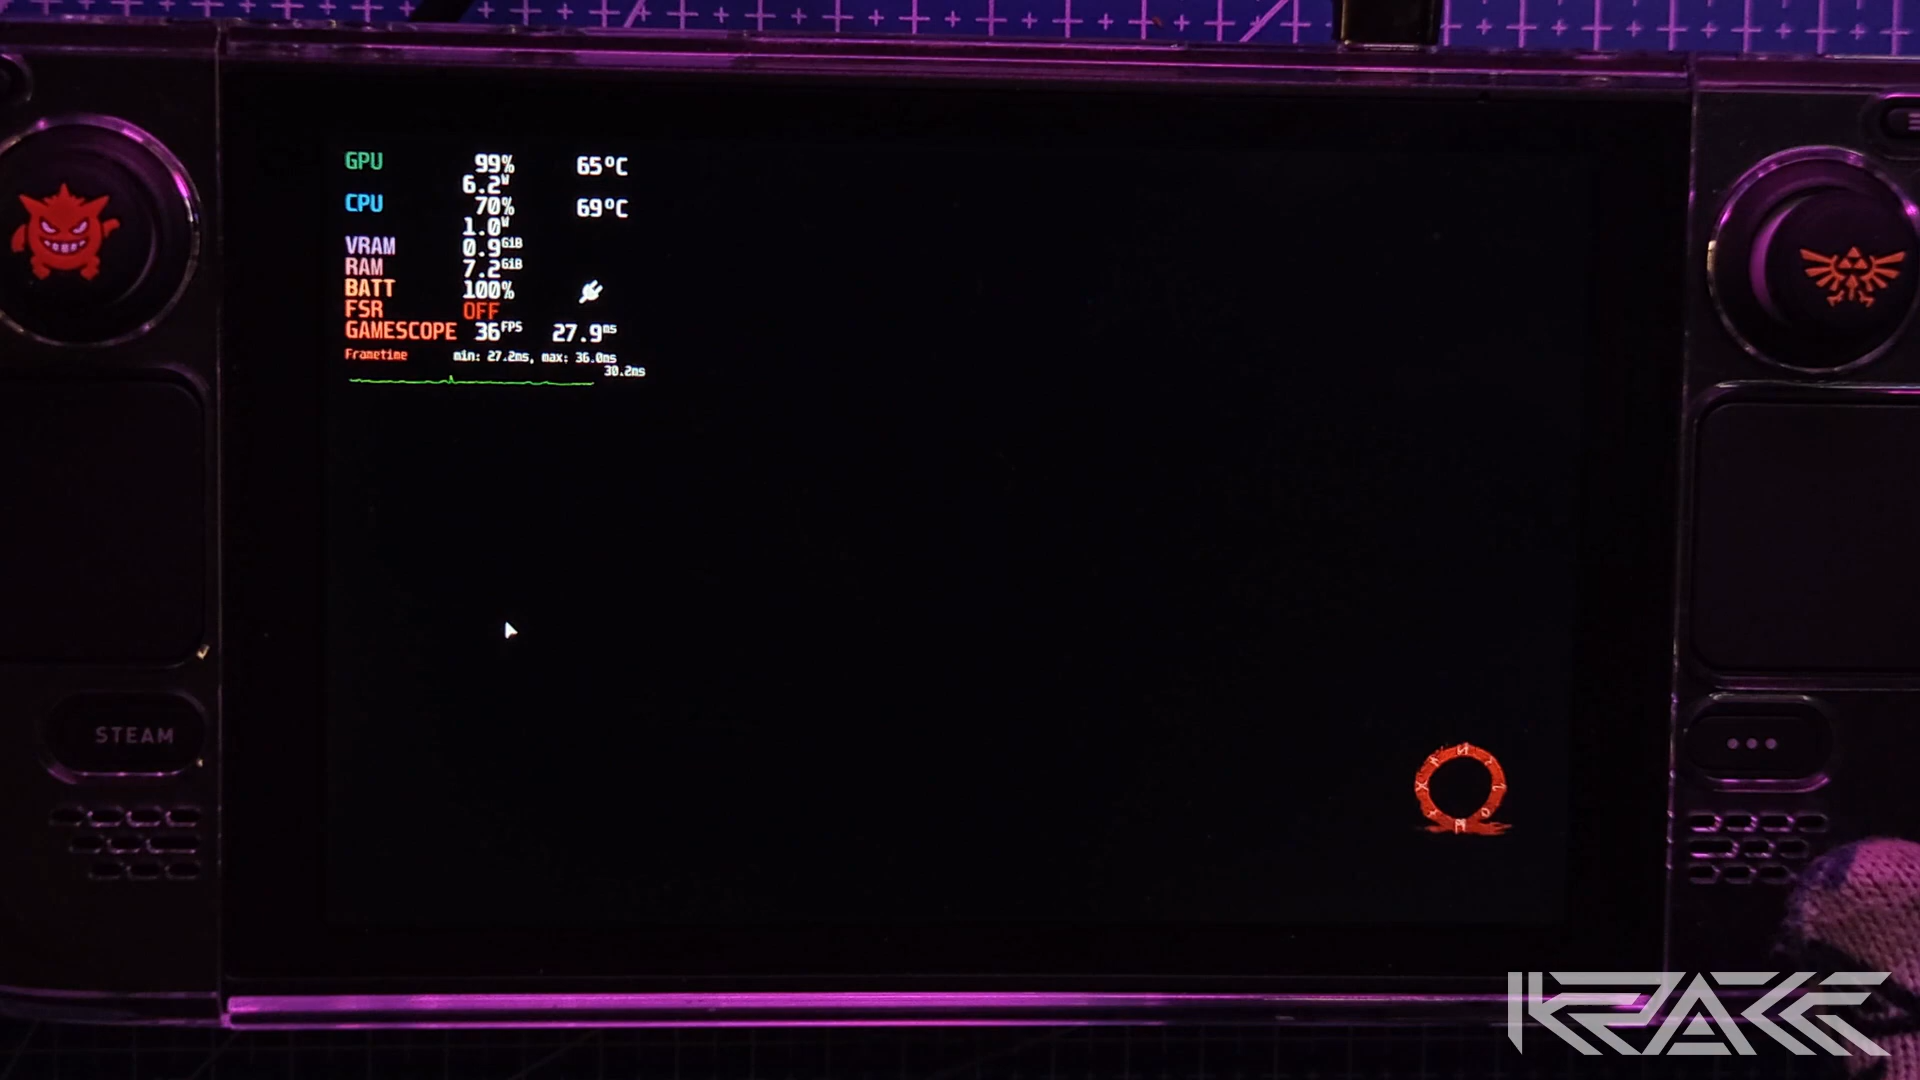 GPU 99% 65°C
6.2W
CPU 70% 69°C
1.0W
VRAM 0.9GiB
RAM 7.2GiB
BATT 100%
FSR OFF
GAMESCOPE 36FPS 27.9ms
Frametime min: 27.2ms, max: 36.0ms
30.2ms
STEAM